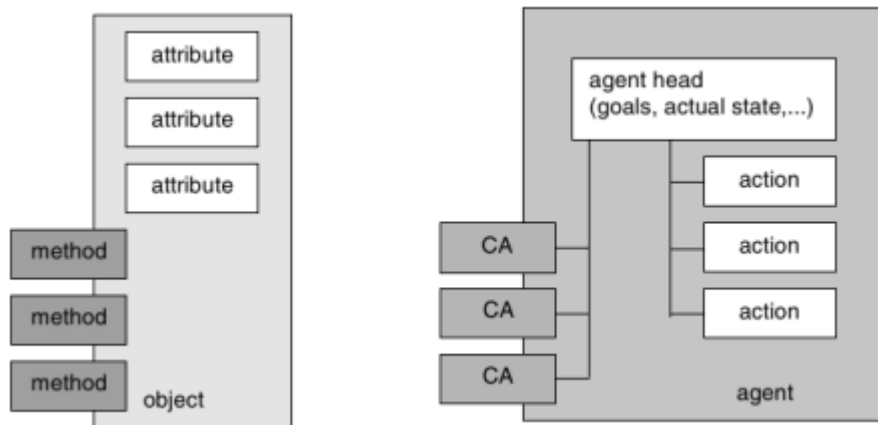 attribute
attribute
attribute
method
method
method
object
agent head
(goals, actual state,...)
action
action
action
CA
CA
CA
agent